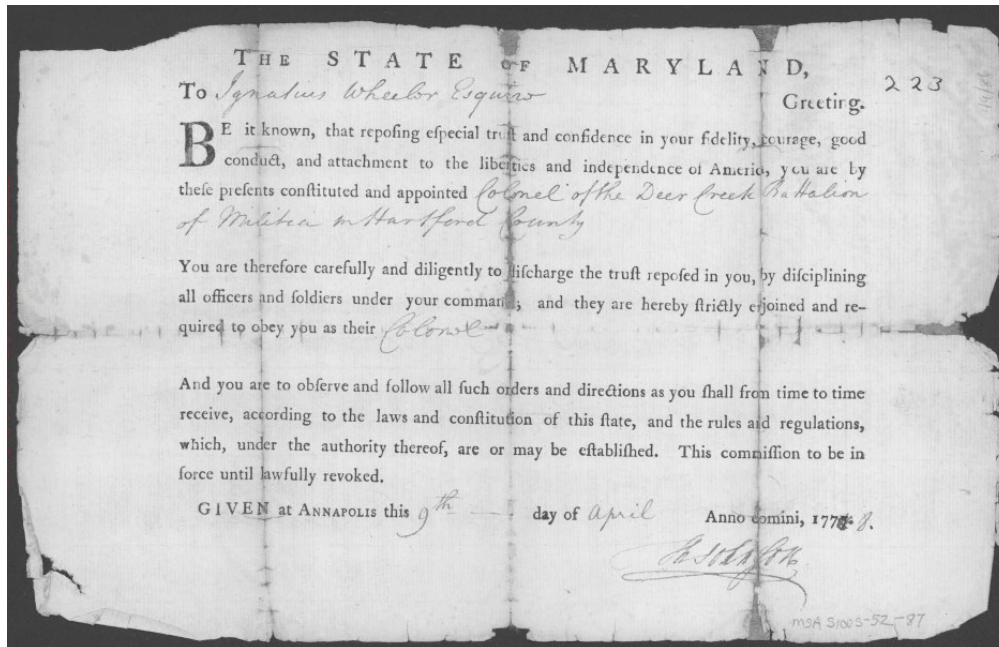 THE STATE OF MARYLAND,
223
To Ignatius Wheeler Esquire
Greeting.
BE it known, that repoſing eſpecial truſt and confidence in your fidelity, courage, good
conduct, and attachment to the liberties and independence of America, you are by
theſe preſents conſtituted and appointed Colonel of the Deer Creek Battalion
of Militia in Hartford County
You are therefore carefully and diligently to diſcharge the truſt repoſed in you, by diſciplining
all officers and ſoldiers under your command; and they are hereby ſtrictly enjoined and re-
quired to obey you as their Colonel
And you are to obſerve and follow all ſuch orders and directions as you ſhall from time to time
receive, according to the laws and conſtitution of this ſtate, and the rules and regulations,
which, under the authority thereof, are or may be eſtabliſhed. This commiſſion to be in
force until lawfully revoked.
GIVEN at ANNAPOLIS this 9th day of April Anno Domini, 1778.
Th Johnson
MSA S1005-52-87